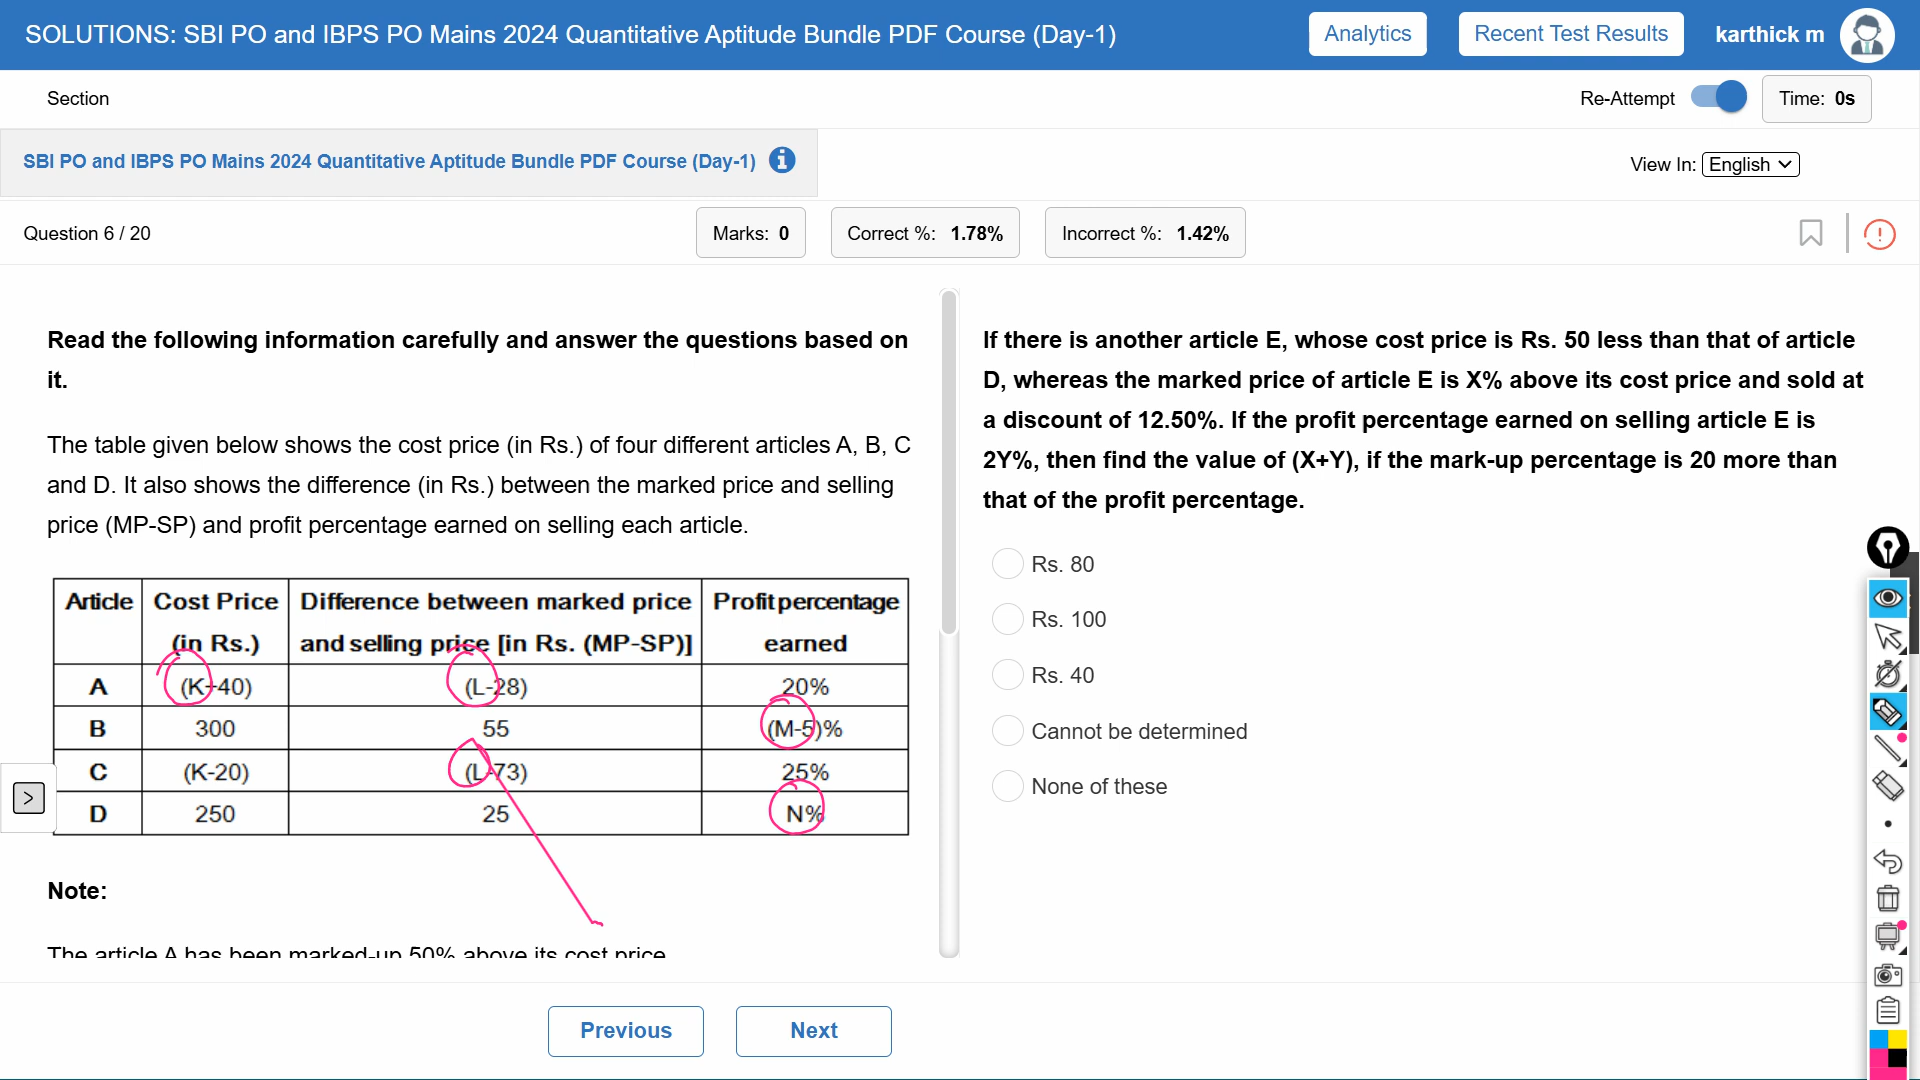 SOLUTIONS: SBI PO and IBPS PO Mains 2024 Quantitative Aptitude Bundle PDF Course (Day-1)
Analytics
Recent Test Results
karthick m
Section
Re-Attempt
Time: 0s
SBI PO and IBPS PO Mains 2024 Quantitative Aptitude Bundle PDF Course (Day-1)
View In: English
Question 6 / 20
Marks: 0
Correct %: 1.78%
Incorrect %: 1.42%
Read the following information carefully and answer the questions based on
it.
The table given below shows the cost price (in Rs.) of four different articles A, B, C
and D. It also shows the difference (in Rs.) between the marked price and selling
price (MP-SP) and profit percentage earned on selling each article.
Article Cost Price Difference between marked price Profit percentage
(in Rs.) and selling price [in Rs. (MP-SP)] earned
A (K+40) (L-28) 20%
B 300 55 (M-5)%
C (K-20) (L-73) 25%
D 250 25 N%
Note:
The article A has been marked-up 50% above its cost price.
If there is another article E, whose cost price is Rs. 50 less than that of article
D, whereas the marked price of article E is X% above its cost price and sold at
a discount of 12.50%. If the profit percentage earned on selling article E is
2Y%, then find the value of (X+Y), if the mark-up percentage is 20 more than
that of the profit percentage.
Rs. 80
Rs. 100
Rs. 40
Cannot be determined
None of these
Previous
Next